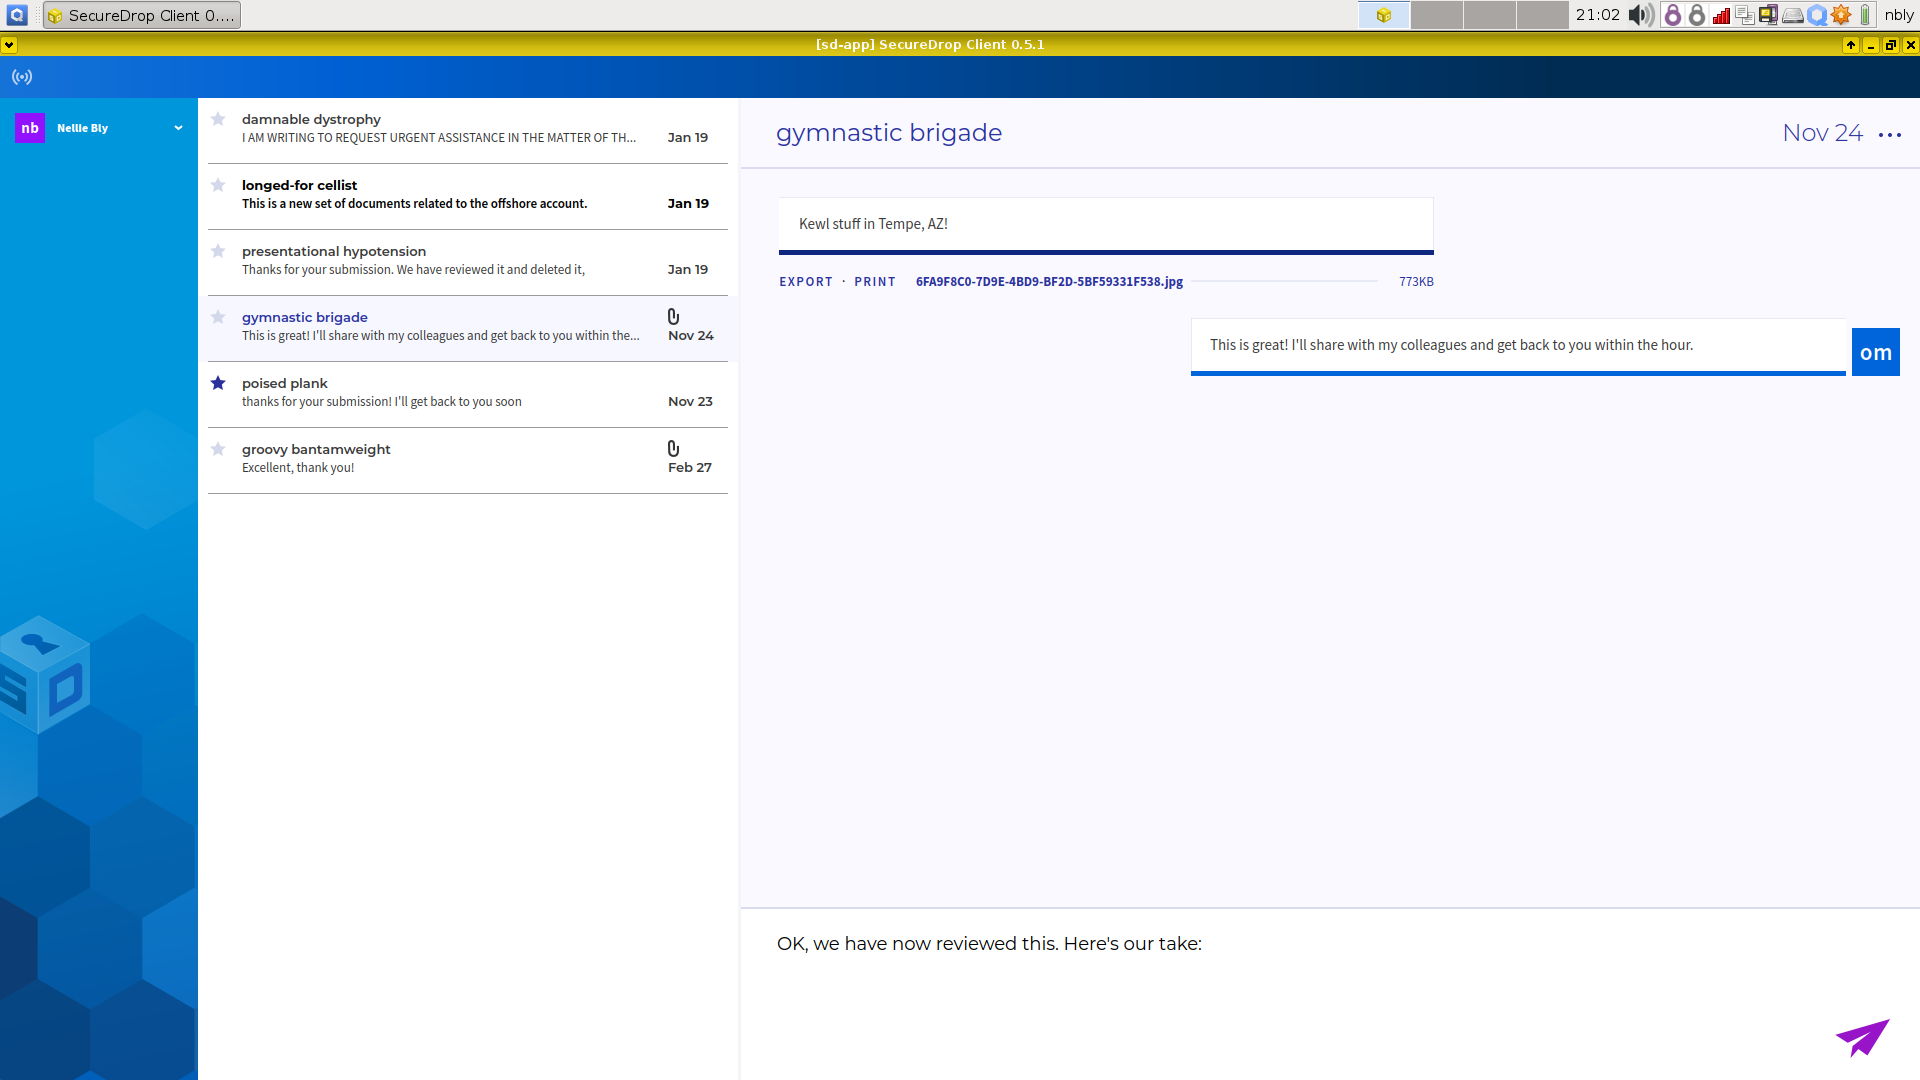 SecureDrop Client 0....
21:02
nbly
[sd-app] SecureDrop Client 0.5.1
nb
Nellie Bly
damnable dystrophy
I AM WRITING TO REQUEST URGENT ASSISTANCE IN THE MATTER OF TH...
Jan 19
longed-for cellist
This is a new set of documents related to the offshore account.
Jan 19
presentational hypotension
Thanks for your submission. We have reviewed it and deleted it,
Jan 19
gymnastic brigade
This is great! I'll share with my colleagues and get back to you within the...
Nov 24
poised plank
thanks for your submission! I'll get back to you soon
Nov 23
groovy bantamweight
Excellent, thank you!
Feb 27
SD
gymnastic brigade
Nov 24
Kewl stuff in Tempe, AZ!
EXPORT · PRINT 6FA9F8C0-7D9E-4BD9-BF2D-5BF59331F538.jpg 773KB
This is great! I'll share with my colleagues and get back to you within the hour.
om
OK, we have now reviewed this. Here's our take: